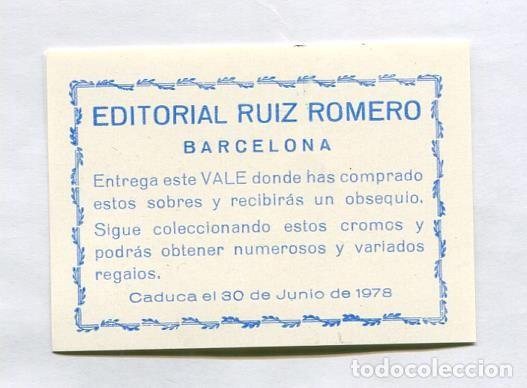 EDITORIAL RUIZ ROMERO
BARCELONA
Entrega este VALE donde has comprado
estos sobres y recibirás un obsequio.
Sigue coleccionando estos cromos y
podrás obtener numerosos y variados
regalos.
Caduca el 30 de Junio de 1978
todocoleccion